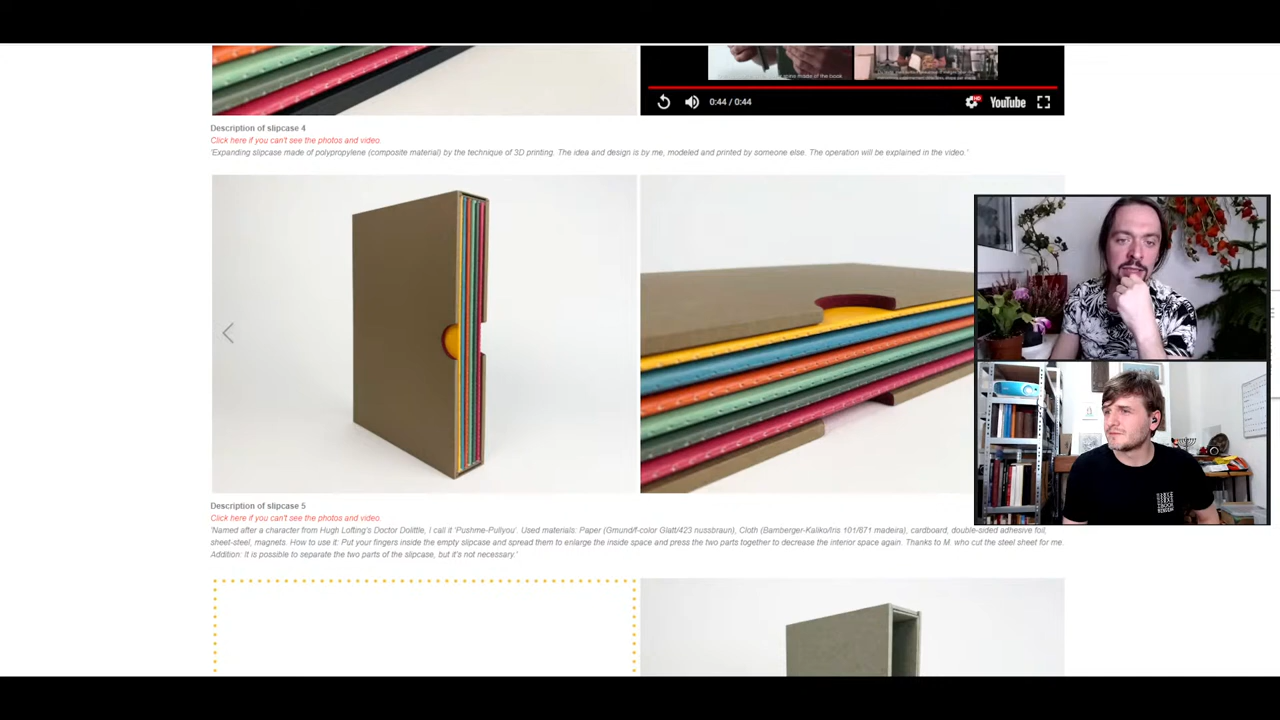 0:44 / 0:44
HD
YouTube
Description of slipcase 4
Click here if you can't see the photos and video.
'Expanding slipcase made of polypropylene (composite material) by the technique of 3D printing. The idea and design is by me, modeled and printed by someone else. The operation will be explained in the video.'
Description of slipcase 5
Click here if you can't see the photos and video.
'Named after a character from Hugh Lofting's Doctor Dolittle, I call it 'Pushme-Pullyou'. Used materials: Paper (Gmund/f-color Glatt/423 nussbraun), Cloth (Bamberger-Kaliko/Iris 101/871 madeira), cardboard, double-sided adhesive foil,
sheet-steel, magnets. How to use it: Put your fingers inside the empty slipcase and spread them to enlarge the inside space and press the two parts together to decrease the interior space again. Thanks to M. who cut the steel sheet for me.
Addition: It is possible to separate the two parts of the slipcase, but it's not necessary.'